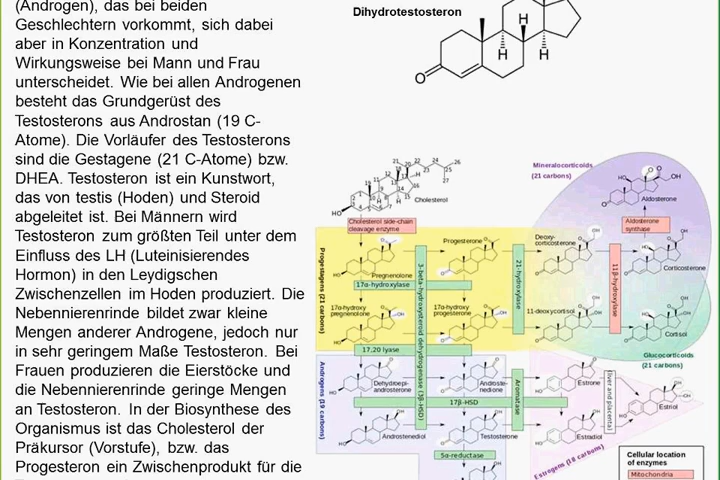 (Androgen), das bei beiden
Geschlechtern vorkommt, sich dabei
aber in Konzentration und
Wirkungsweise bei Mann und Frau
unterscheidet. Wie bei allen Androgenen
besteht das Grundgerüst des
Testosterons aus Androstan (19 C-
Atome). Die Vorläufer des Testosterons
sind die Gestagene (21 C-Atome) bzw.
DHEA. Testosteron ist ein Kunstwort,
das von testis (Hoden) und Steroid
abgeleitet ist. Bei Männern wird
Testosteron zum größten Teil unter dem
Einfluss des LH (Luteinisierendes
Hormon) in den Leydigschen
Zwischenzellen im Hoden produziert. Die
Nebennierenrinde bildet zwar kleine
Mengen anderer Androgene, jedoch nur
in sehr geringem Maße Testosteron. Bei
Frauen produzieren die Eierstöcke und
die Nebennierenrinde geringe Mengen
an Testosteron. In der Biosynthese des
Organismus ist das Cholesterol der
Präkursor (Vorstufe), bzw. das
Progesteron ein Zwischenprodukt für die
Dihydrotestosteron
H
H
H
O
Mineralocorticoids
(21 carbons)
Cholesterol
Aldosterone
Cholesterol side-chain
cleavage enzyme
Aldosterone
synthase
Progestagens (21 carbons)
Pregnenolone
Progesterone
Deoxy-
corticosterone
Corticosterone
17α-hydroxylase
3-beta-hydroxysteroid dehydrogenase (3β-HSD)
21-hydroxylase
11β-hydroxylase
17α-hydroxy
pregnenolone
17α-hydroxy
progesterone
11-deoxycortisol
Cortisol
17,20 lyase
Glucocorticoids
(21 carbons)
Androgens (19 carbons)
Dehydroepi-
androsterone
Androste-
nedione
Aromatase
Estrone
(liver and placenta)
Estriol
17β-HSD
Androstenediol
Testosterone
Estradiol
5α-reductase
Estrogens (18 carbons)
Cellular location
of enzymes
Mitochondria